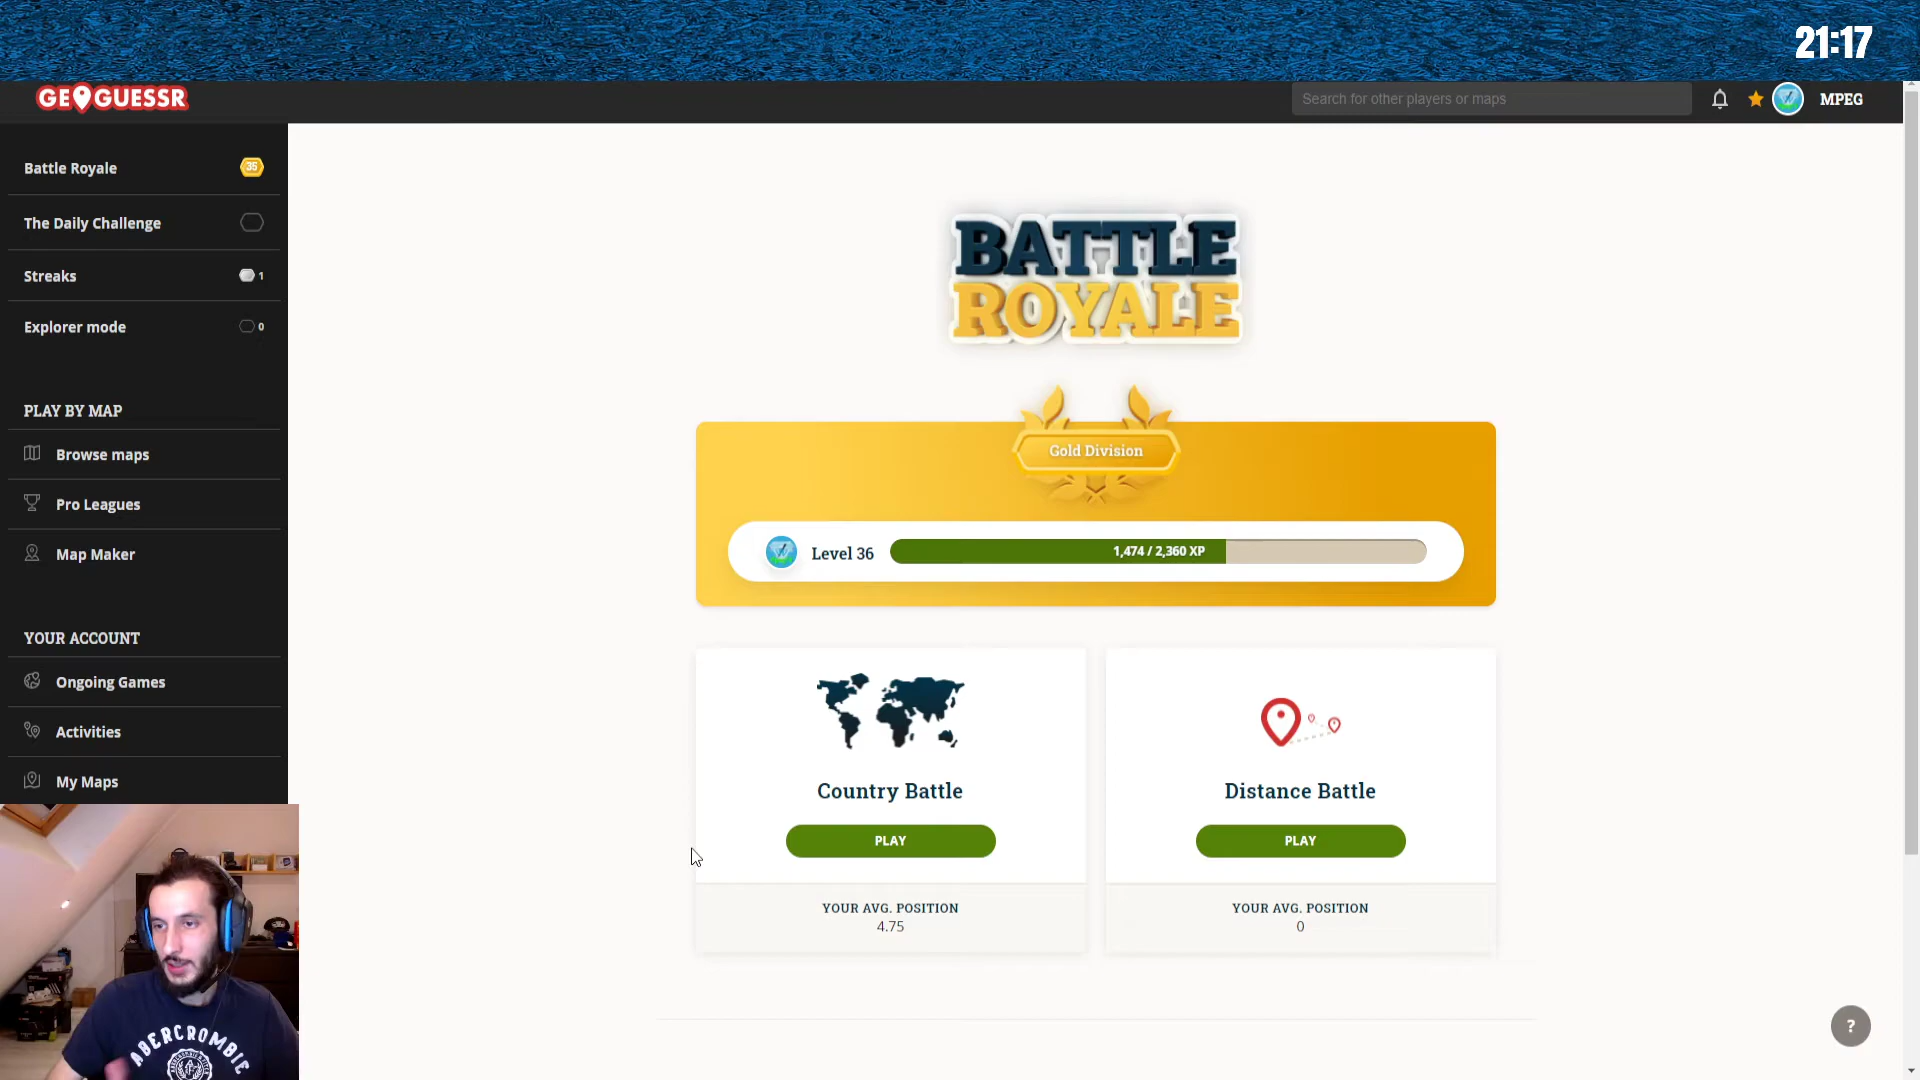 21:17
GEOGUESSR
Search for other players or maps
MPEG
Battle Royale
35
The Daily Challenge
Streaks
1
Explorer mode
0
PLAY BY MAP
Browse maps
Pro Leagues
Map Maker
YOUR ACCOUNT
Ongoing Games
Activities
My Maps
BATTLE
ROYALE
Gold Division
Level 36
1,474 / 2,360 XP
Country Battle
PLAY
YOUR AVG. POSITION
4.75
Distance Battle
PLAY
YOUR AVG. POSITION
0
?
ABERCROMBIE